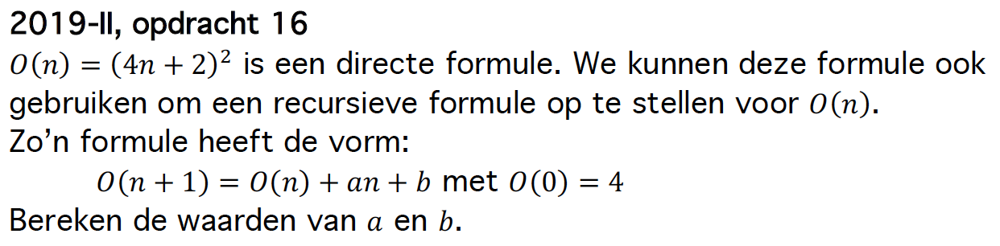 2019-II, opdracht 16
O(n) = (4n + 2)² is een directe formule. We kunnen deze formule ook
gebruiken om een recursieve formule op te stellen voor O(n).
Zo’n formule heeft de vorm:
O(n + 1) = O(n) + an + b met O(0) = 4
Bereken de waarden van a en b.